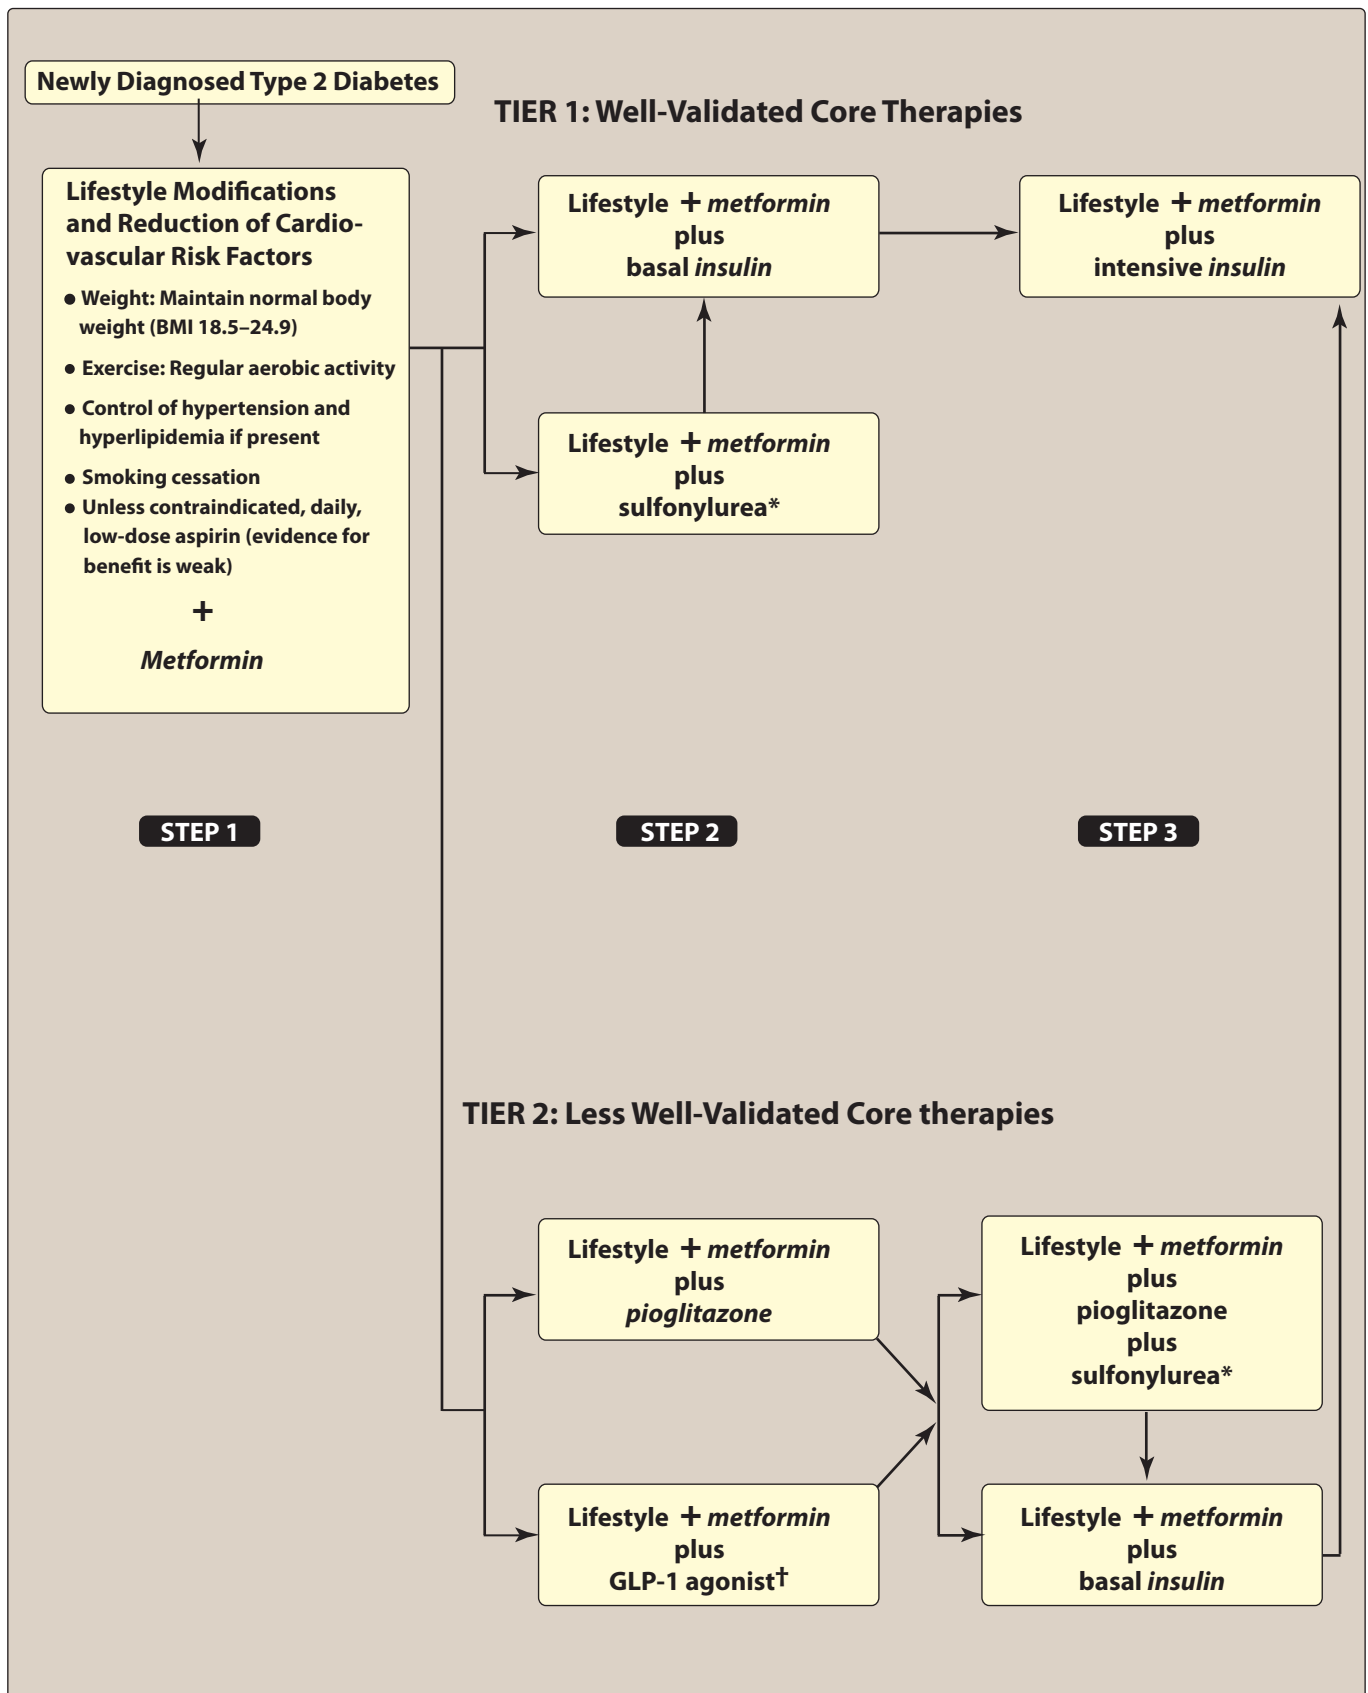 Newly Diagnosed Type 2 Diabetes
TIER 1: Well-Validated Core Therapies
Lifestyle Modifications
and Reduction of Cardio-
vascular Risk Factors
● Weight: Maintain normal body
weight (BMI 18.5–24.9)
● Exercise: Regular aerobic activity
● Control of hypertension and
hyperlipidemia if present
● Smoking cessation
● Unless contraindicated, daily,
low-dose aspirin (evidence for
benefit is weak)
+
Metformin
Lifestyle + metformin
plus
basal insulin
Lifestyle + metformin
plus
intensive insulin
Lifestyle + metformin
plus
sulfonylurea*
STEP 1
STEP 2
STEP 3
TIER 2: Less Well-Validated Core therapies
Lifestyle + metformin
plus
pioglitazone
Lifestyle + metformin
plus
pioglitazone
plus
sulfonylurea*
Lifestyle + metformin
plus
GLP-1 agonist†
Lifestyle + metformin
plus
basal insulin